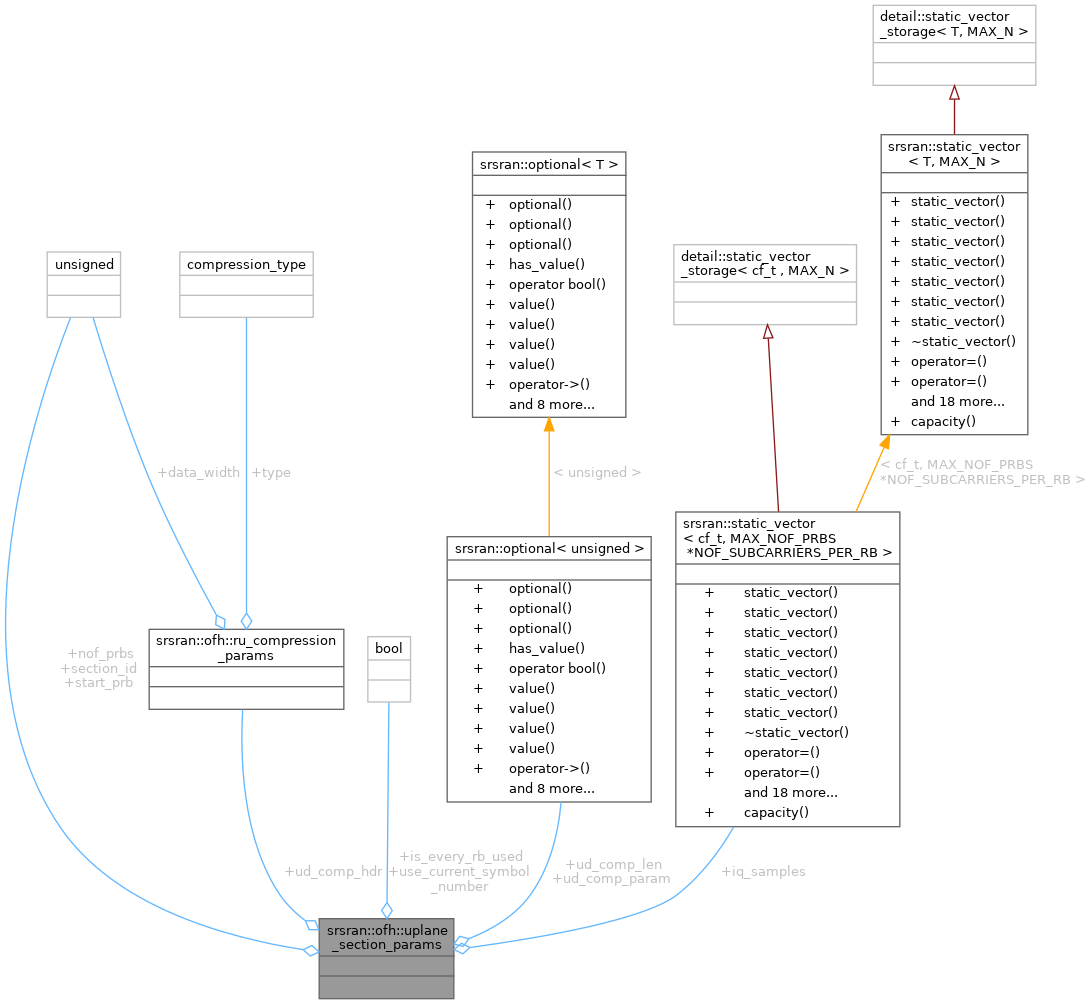 detail::static_vector
_storage< T, MAX_N >
srsran::static_vector
< T, MAX_N >
+ static_vector()
+ static_vector()
+ static_vector()
+ static_vector()
+ static_vector()
+ static_vector()
+ static_vector()
+ ~static_vector()
+ operator=()
+ operator=()
and 18 more...
+ capacity()
srsran::optional< T >
+ optional()
+ optional()
+ optional()
+ has_value()
+ operator bool()
+ value()
+ value()
+ value()
+ value()
+ operator->()
and 8 more...
detail::static_vector
_storage< cf_t , MAX_N >
unsigned
compression_type
+data_width
+type
< unsigned >
< cf_t, MAX_NOF_PRBS
*NOF_SUBCARRIERS_PER_RB >
srsran::static_vector
< cf_t, MAX_NOF_PRBS
*NOF_SUBCARRIERS_PER_RB >
+ static_vector()
+ static_vector()
+ static_vector()
+ static_vector()
+ static_vector()
+ static_vector()
+ static_vector()
+ ~static_vector()
+ operator=()
+ operator=()
and 18 more...
+ capacity()
srsran::optional< unsigned >
+ optional()
+ optional()
+ optional()
+ has_value()
+ operator bool()
+ value()
+ value()
+ value()
+ value()
+ operator->()
and 8 more...
srsran::ofh::ru_compression
_params
bool
+nof_prbs
+section_id
+start_prb
+ud_comp_hdr
+is_every_rb_used
+use_current_symbol
_number
+ud_comp_len
+ud_comp_param
+iq_samples
srsran::ofh::uplane
_section_params